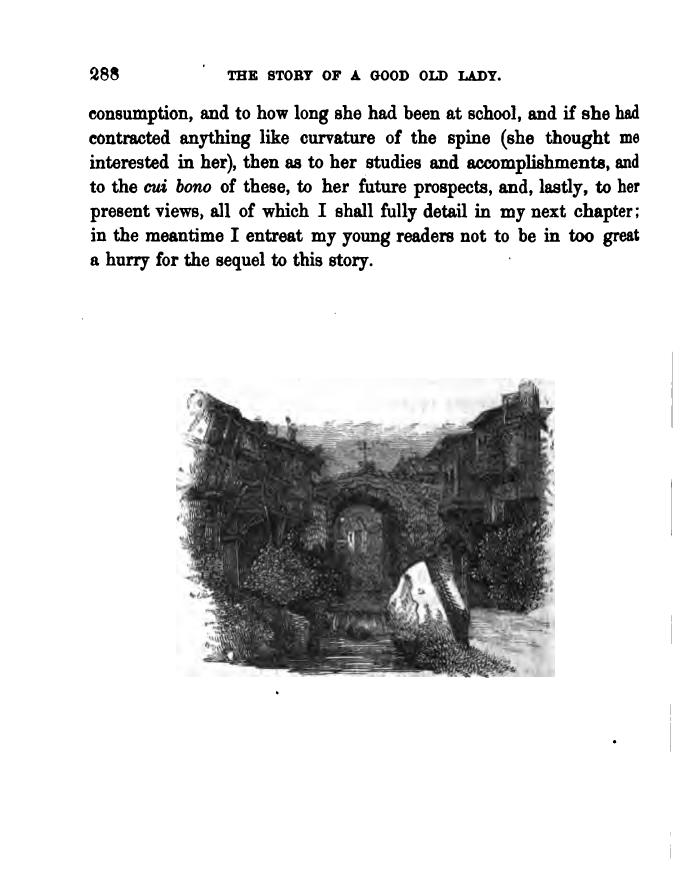 288 THE STORY OF A GOOD OLD LADY.
consumption, and to how long she had been at school, and if she had
contracted anything like curvature of the spine (she thought me
interested in her), then as to her studies and accomplishments, and
to the cui bono of these, to her future prospects, and, lastly, to her
present views, all of which I shall fully detail in my next chapter;
in the meantime I entreat my young readers not to be in too great
a hurry for the sequel to this story.